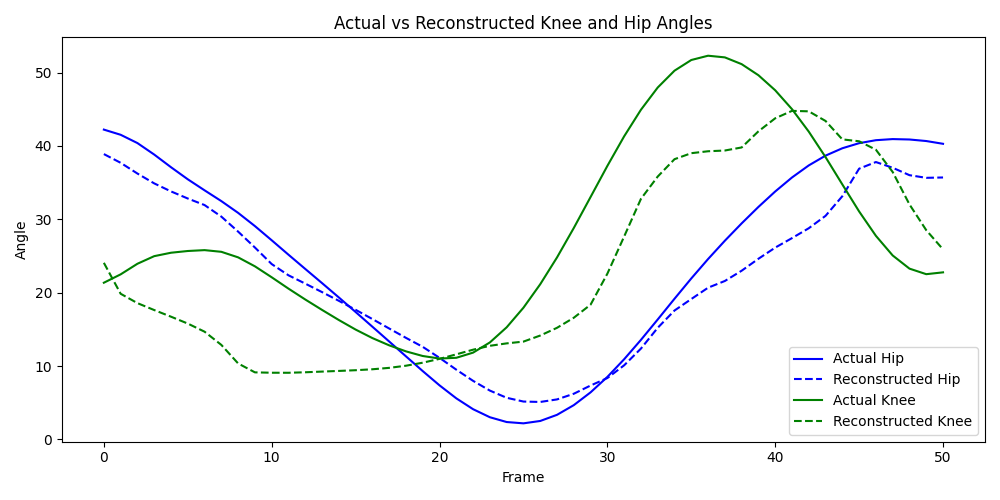 Actual vs Reconstructed Knee and Hip Angles
Angle
50
40
30
20
10
0
0 10 20 30 40 50
Frame
Actual Hip
Reconstructed Hip
Actual Knee
Reconstructed Knee